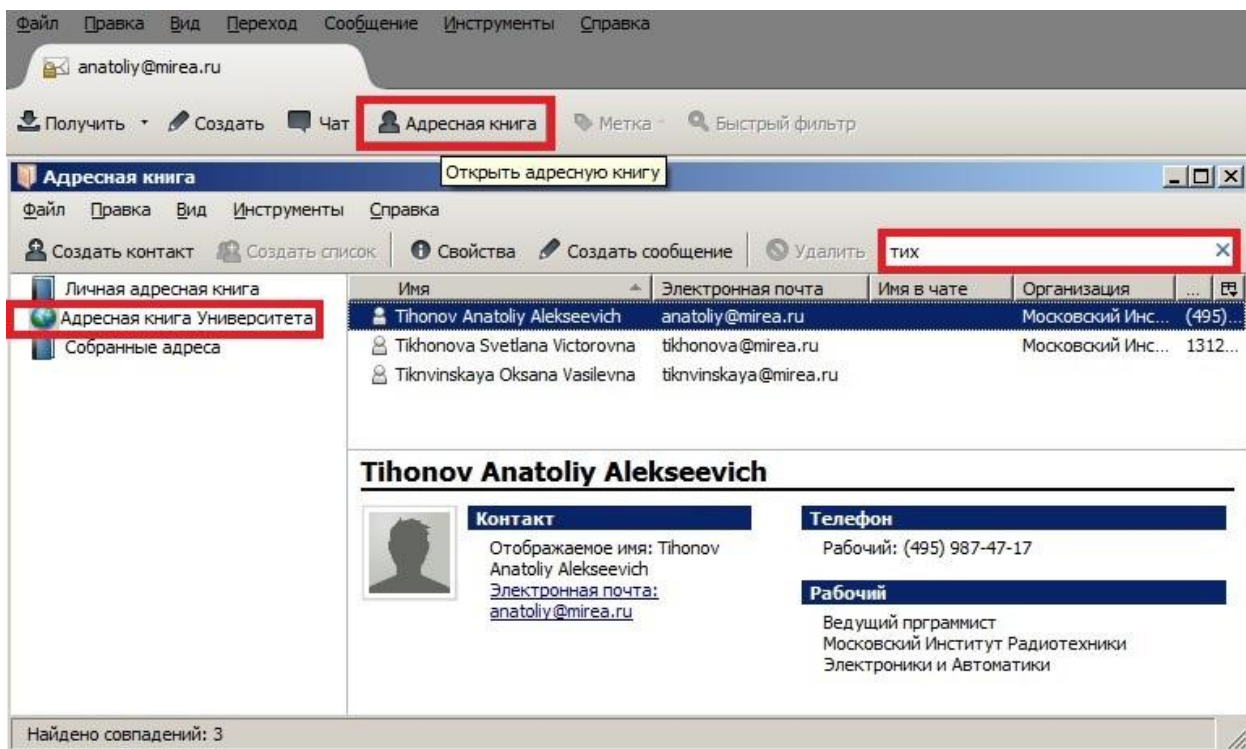 Файл Правка Вид Переход Сообщение Инструменты Справка
anatoliy@mirea.ru
Получить Создать Чат Адресная книга Метка Быстрый фильтр
Открыть адресную книгу
Адресная книга
Файл Правка Вид Инструменты Справка
Создать контакт Создать список Свойства Создать сообщение Удалить тих
Личная адресная книга
Адресная книга Университета
Собранные адреса
Имя Электронная почта Имя в чате Организация ...
Tihonov Anatoliy Alekseevich anatoliy@mirea.ru Московский Инс... (495)...
Tikhonova Svetlana Victorovna tikhonova@mirea.ru Московский Инс... 1312...
Tiknvinskaya Oksana Vasilevna tiknvinskaya@mirea.ru
Tihonov Anatoliy Alekseevich
Контакт
Отображаемое имя: Tihonov
Anatoliy Alekseevich
Электронная почта:
anatoliy@mirea.ru
Телефон
Рабочий: (495) 987-47-17
Рабочий
Ведущий прграммист
Московский Институт Радиотехники
Электроники и Автоматики
Найдено совпадений: 3